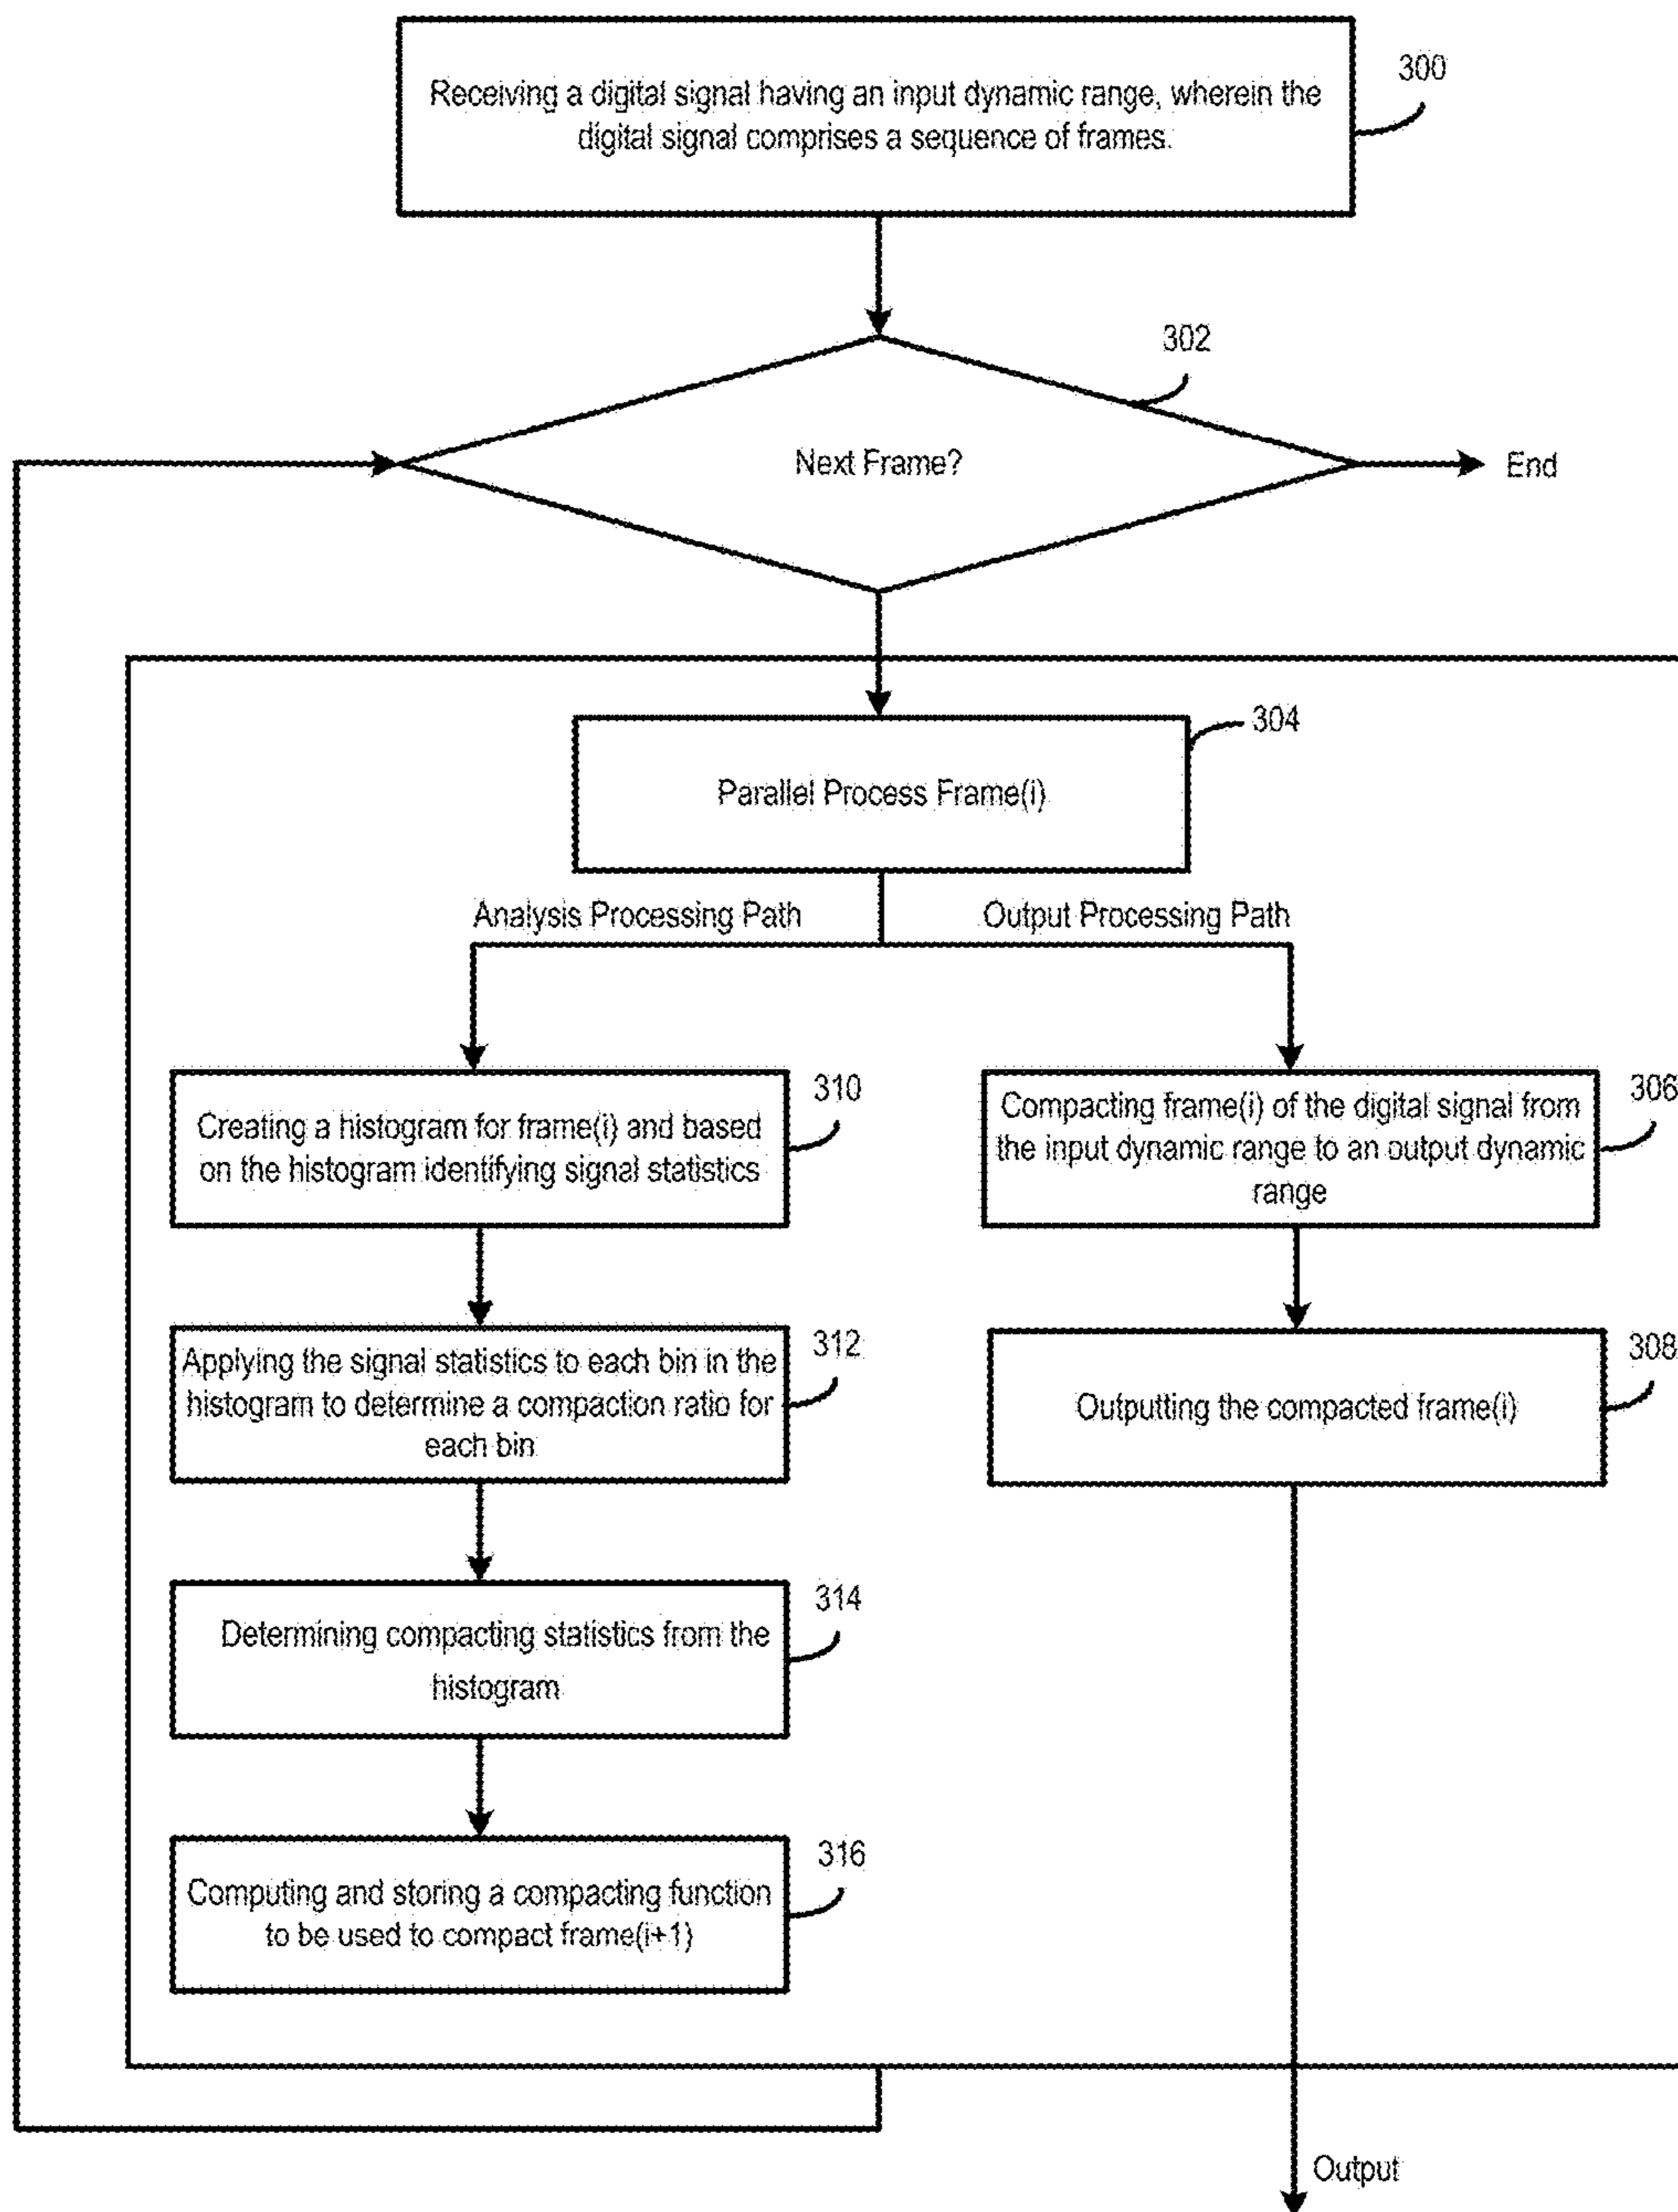 Receiving a digital signal having an input dynamic range, wherein the
digital signal comprises a sequence of frames.
300
302
Next Frame?
End
304
Parallel Process Frame(i)
Analysis Processing Path
Output Processing Path
310
Creating a histogram for frame(i) and based
on the histogram identifying signal statistics
306
Compacting frame(i) of the digital signal from
the input dynamic range to an output dynamic
range
312
Applying the signal statistics to each bin in the
histogram to determine a compaction ratio for
each bin
308
Outputting the compacted frame(i)
314
Determining compacting statistics from the
histogram
316
Computing and storing a compacting function
to be used to compact frame(i+1)
Output